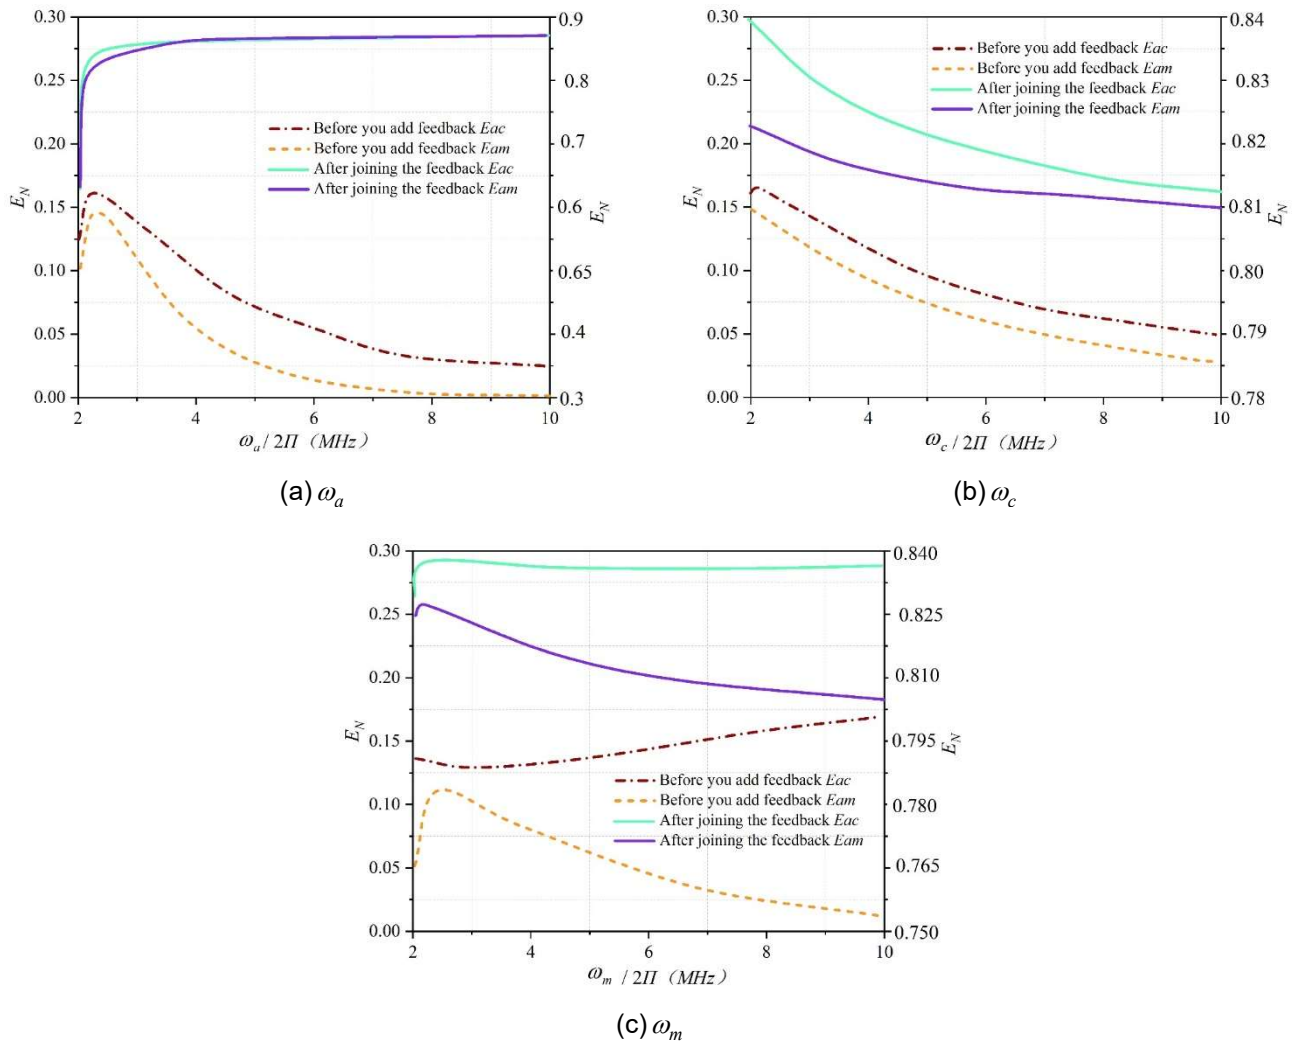 0.30
0.25
0.20
0.15
0.10
0.05
0.00
E_N
0.9
0.8
0.7
0.6
0.65
0.4
0.3
E_N
Before you add feedback Eac
Before you add feedback Eam
After joining the feedback Eac
After joining the feedback Eam
2 4 6 8 10
ω_a / 2Π (MHz)
(a) ω_a
0.30
0.25
0.20
0.15
0.10
0.05
0.00
E_N
0.84
0.83
0.82
0.81
0.80
0.79
0.78
E_N
Before you add feedback Eac
Before you add feedback Eam
After joining the feedback Eac
After joining the feedback Eam
2 4 6 8 10
ω_c / 2Π (MHz)
(b) ω_c
0.30
0.25
0.20
0.15
0.10
0.05
0.00
E_N
0.840
0.825
0.810
0.795
0.780
0.765
0.750
E_N
Before you add feedback Eac
Before you add feedback Eam
After joining the feedback Eac
After joining the feedback Eam
2 4 6 8 10
ω_m / 2Π (MHz)
(c) ω_m